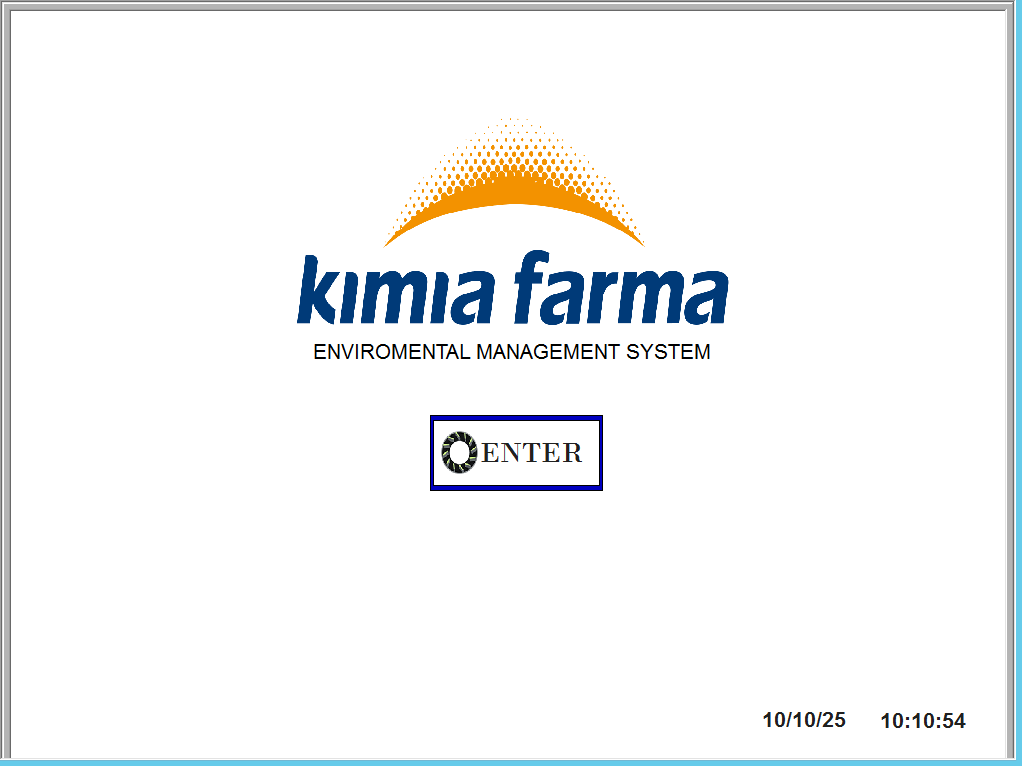 kimia farma
ENVIROMENTAL MANAGEMENT SYSTEM
ENTER
10/10/25 10:10:54